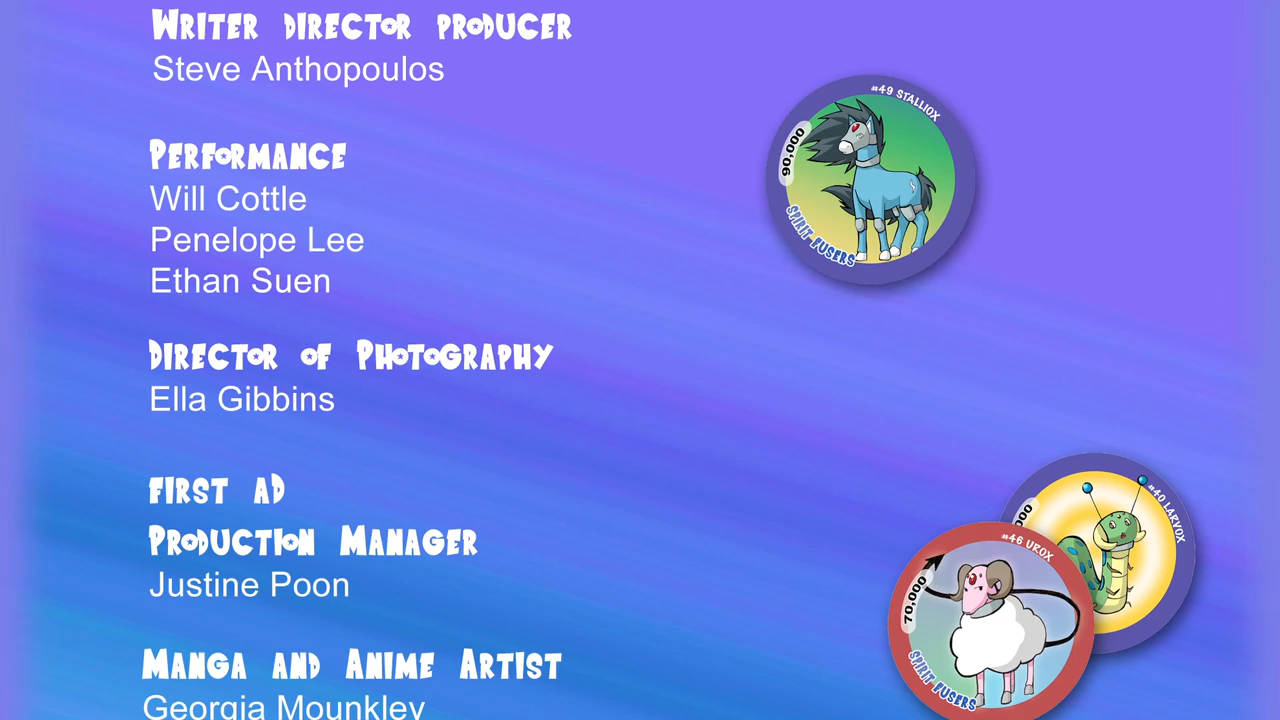 WRITER DIRECTOR PRODUCER
Steve Anthopoulos
PERFORMANCE
Will Cottle
Penelope Lee
Ethan Suen
DIRECTOR OF PHOTOGRAPHY
Ella Gibbins
FIRST AD
PRODUCTION MANAGER
Justine Poon
MANGA AND ANIME ARTIST
Georgia Mounkley
#49 STALLIOX
90,000
SPIRIT FUSERS
#40 LARVOX
#46 UROX
70,000
SPIRIT FUSERS